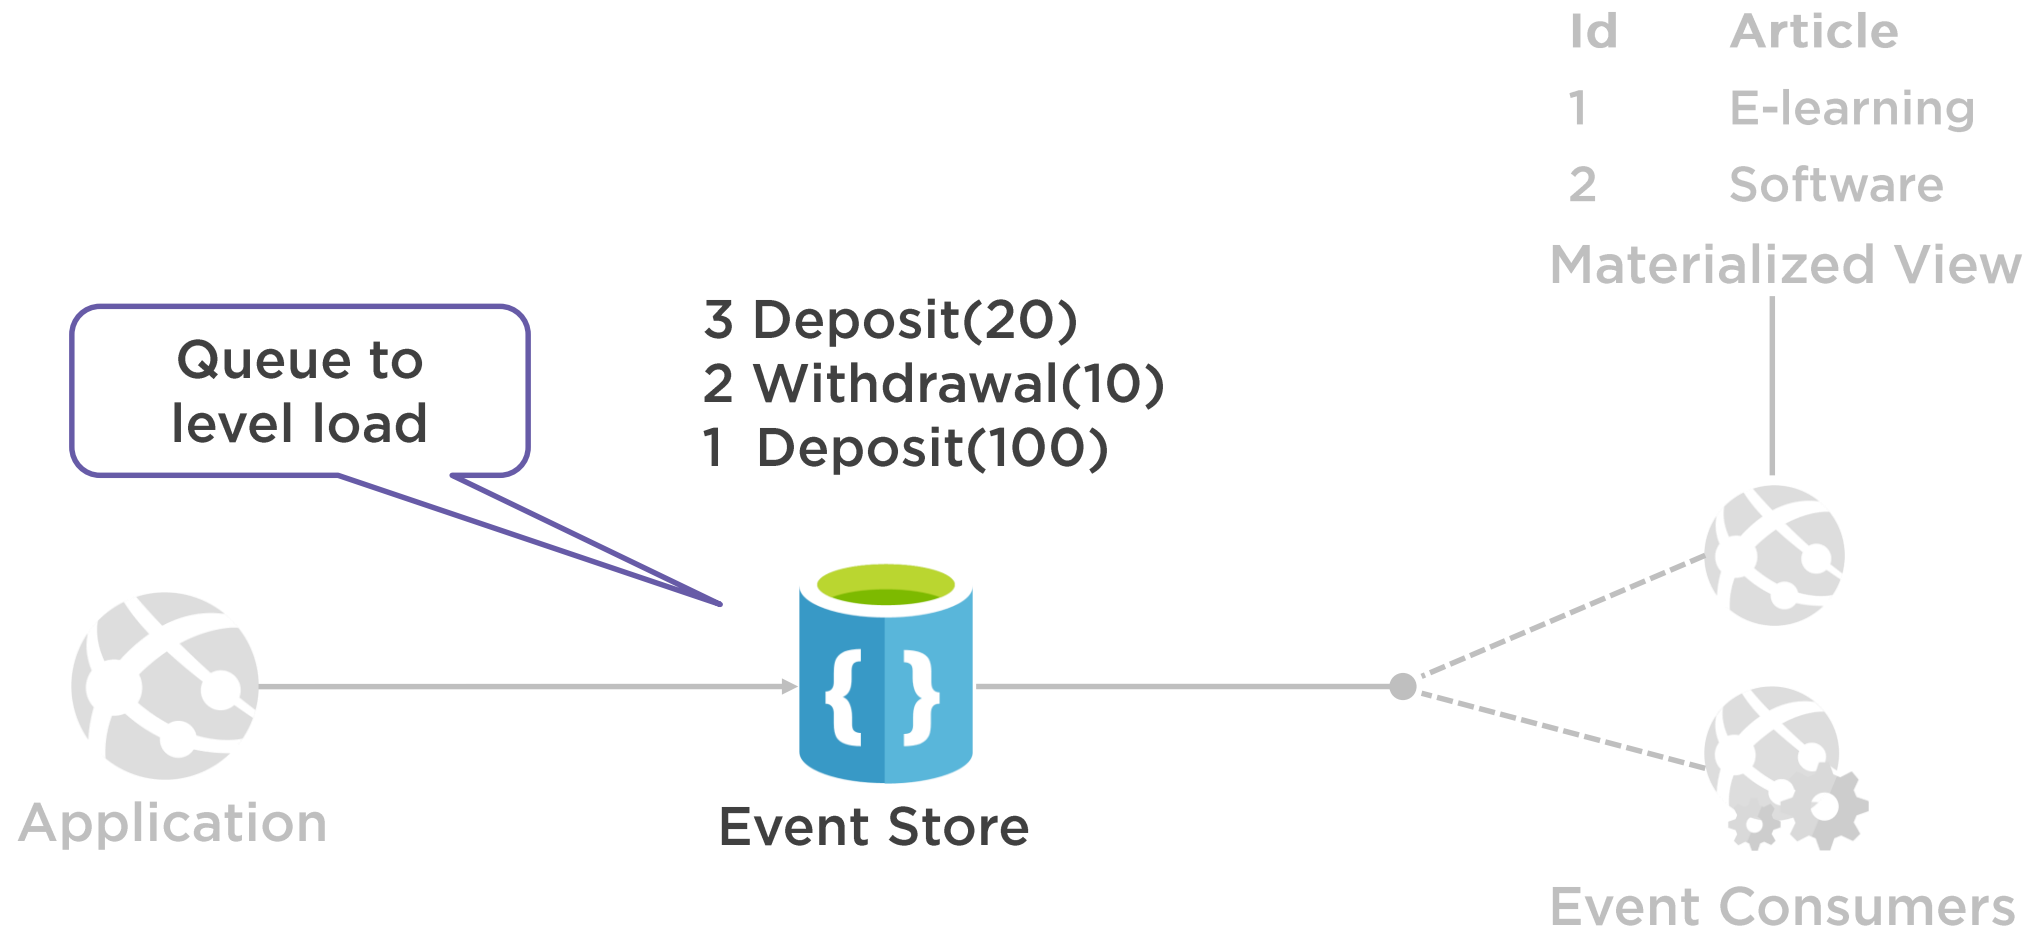 Id Article
1 E-learning
2 Software
Materialized View
Queue to
level load
3 Deposit(20)
2 Withdrawal(10)
1 Deposit(100)
{ }
Application
Event Store
Event Consumers